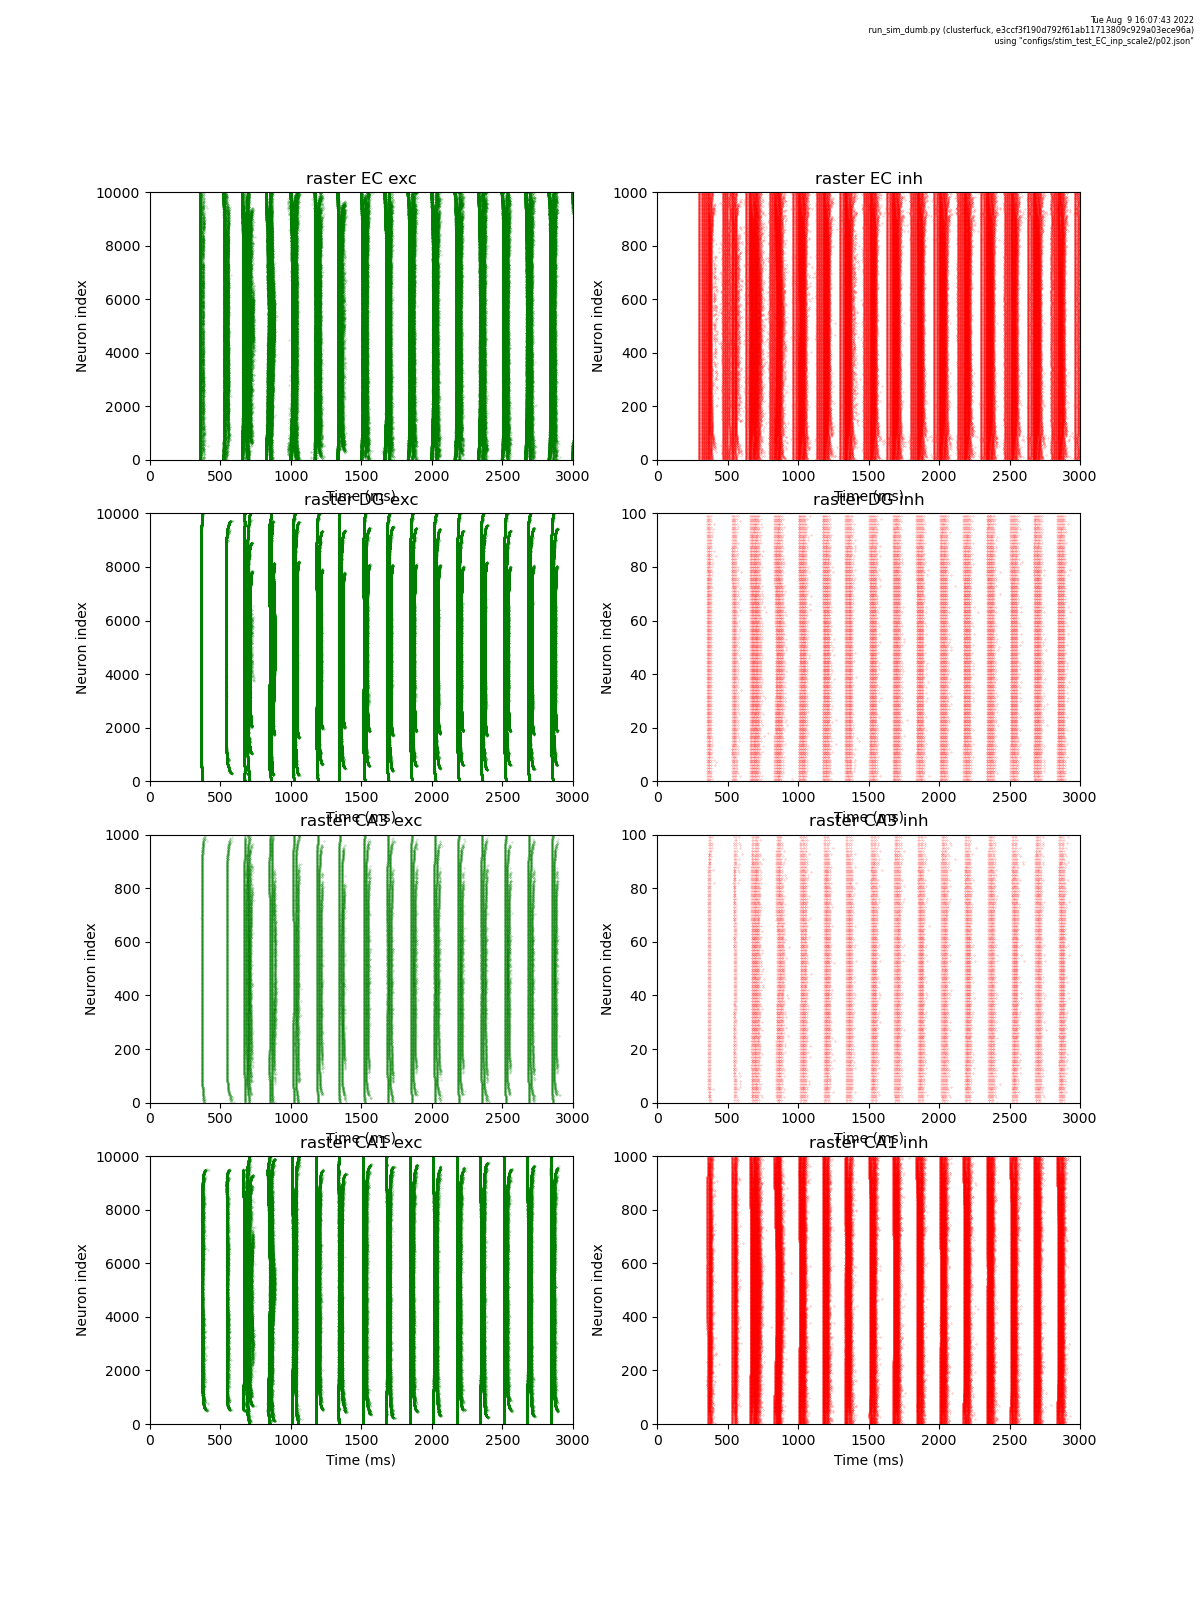 Tue Aug  9 16:07:43 2022
run_sim_dumb.py (clusterfuck, e3ccf3f190d792f61ab11713809c929a03ece96a)
using "configs/stim_test_EC_inp_scale2/p02.json"
raster EC exc
10000
8000
6000
4000
2000
0
Neuron index
0 500 1000 1500 2000 2500 3000
Time (ms)
raster EC inh
1000
800
600
400
200
0
Neuron index
0 500 1000 1500 2000 2500 3000
Time (ms)
raster DG exc
10000
8000
6000
4000
2000
0
Neuron index
0 500 1000 1500 2000 2500 3000
Time (ms)
raster DG inh
100
80
60
40
20
0
Neuron index
0 500 1000 1500 2000 2500 3000
Time (ms)
raster CA3 exc
1000
800
600
400
200
0
Neuron index
0 500 1000 1500 2000 2500 3000
Time (ms)
raster CA3 inh
100
80
60
40
20
0
Neuron index
0 500 1000 1500 2000 2500 3000
Time (ms)
raster CA1 exc
10000
8000
6000
4000
2000
0
Neuron index
0 500 1000 1500 2000 2500 3000
Time (ms)
raster CA1 inh
1000
800
600
400
200
0
Neuron index
0 500 1000 1500 2000 2500 3000
Time (ms)